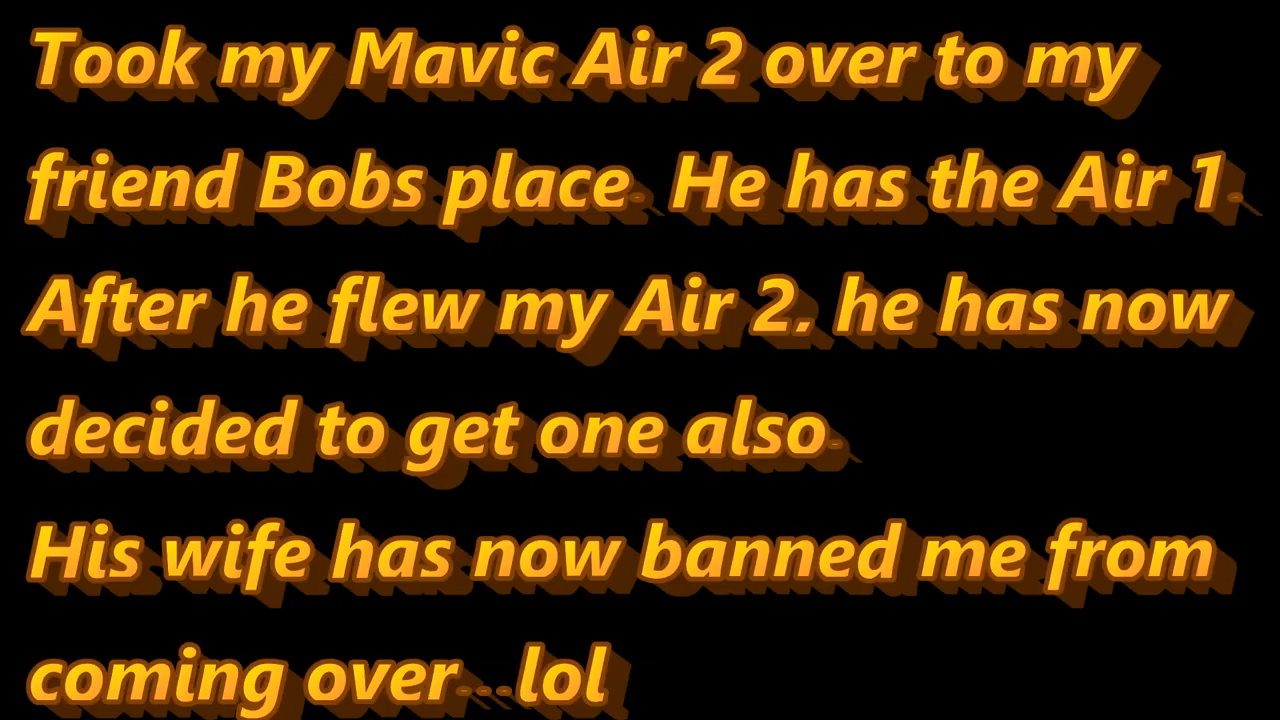 Took my Mavic Air 2 over to my
friend Bobs place. He has the Air 1.
After he flew my Air 2, he has now
decided to get one also.
His wife has now banned me from
coming over...lol